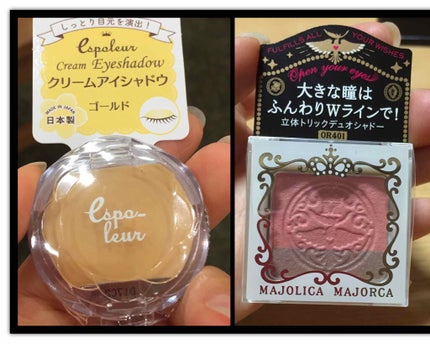 しっとり目元を演出!
Espoleur
Cream Eyeshadow
クリームアイシャドウ
MADE IN JAPAN
日本製
ゴールド
Espo-
leur
FULFILLS ALL YOUR WISHES
Open your eyes
大きな瞳は
ふんわりWラインで!
立体トリックデュオシャドー
OR401
MAJOLICA MAJORCA